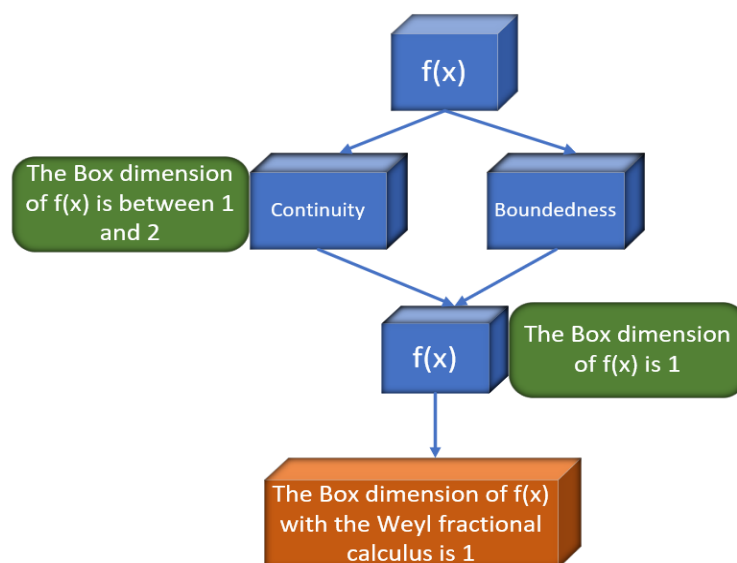 f(x)
The Box dimension
of f(x) is between 1
and 2
Continuity
Boundedness
f(x)
The Box dimension
of f(x) is 1
The Box dimension of f(x)
with the Weyl fractional
calculus is 1